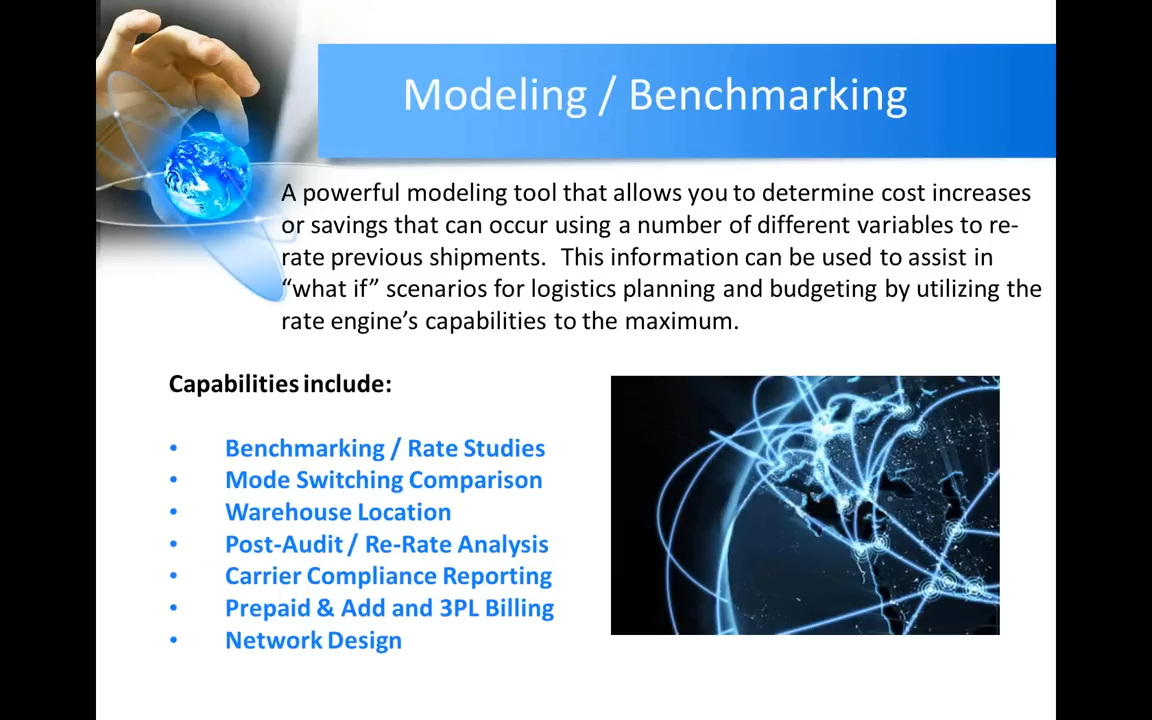 Modeling / Benchmarking
A powerful modeling tool that allows you to determine cost increases
or savings that can occur using a number of different variables to re-
rate previous shipments.  This information can be used to assist in
“what if” scenarios for logistics planning and budgeting by utilizing the
rate engine’s capabilities to the maximum.
Capabilities include:
• Benchmarking / Rate Studies
• Mode Switching Comparison
• Warehouse Location
• Post-Audit / Re-Rate Analysis
• Carrier Compliance Reporting
• Prepaid & Add and 3PL Billing
• Network Design